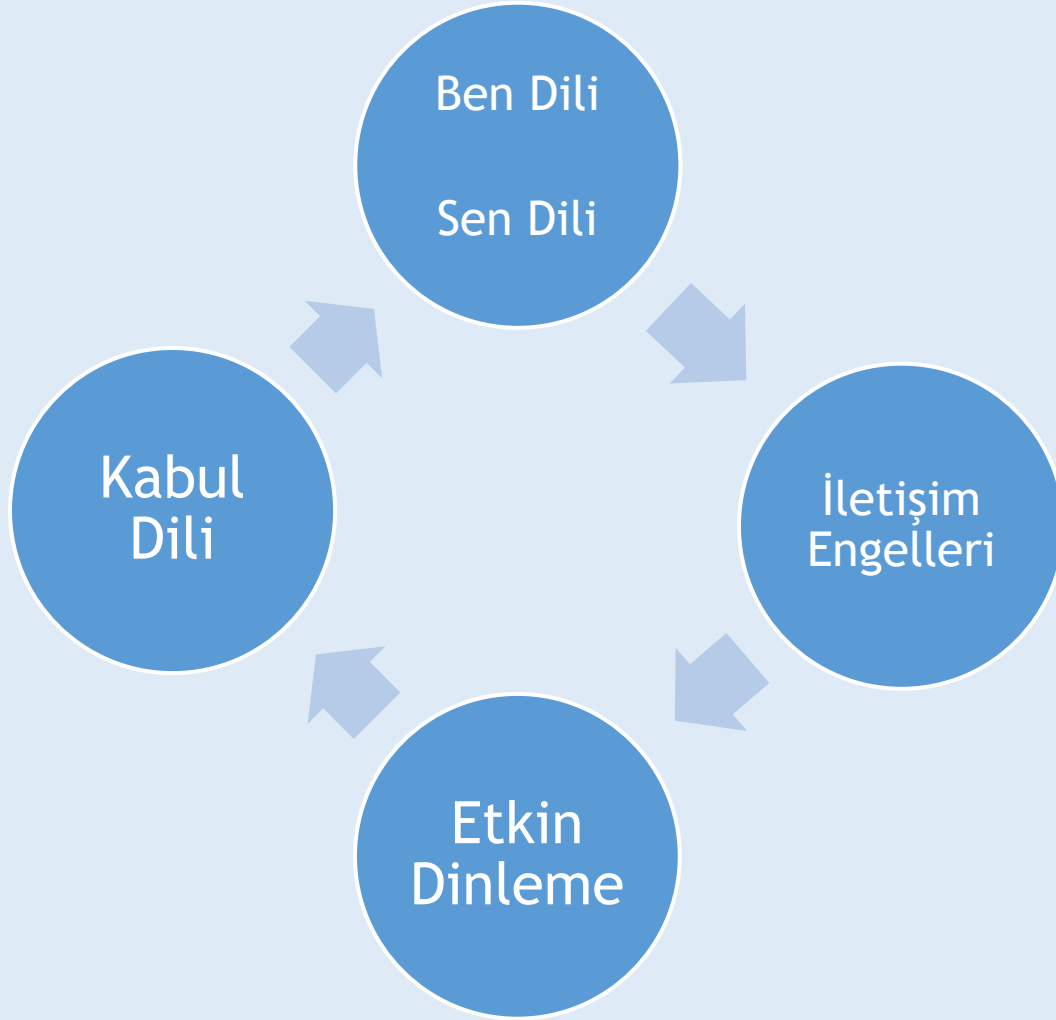 Ben Dili
Sen Dili
İletişim
Engelleri
Etkin
Dinleme
Kabul
Dili